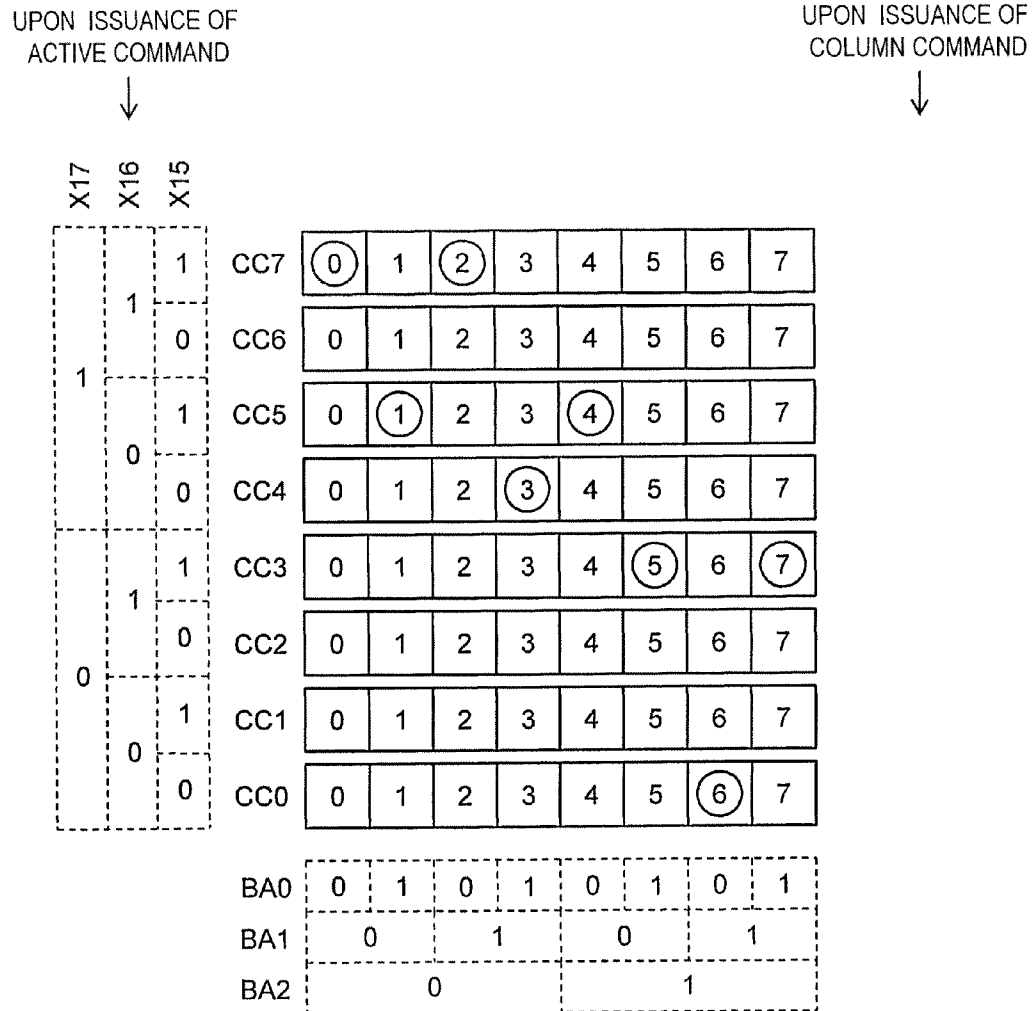 UPON ISSUANCE OF
ACTIVE COMMAND
UPON ISSUANCE OF
COLUMN COMMAND
X17 X16 X15
1 CC7 0 1 2 3 4 5 6 7
1
0 CC6 0 1 2 3 4 5 6 7
1
1 CC5 0 1 2 3 4 5 6 7
0
0 CC4 0 1 2 3 4 5 6 7
1 CC3 0 1 2 3 4 5 6 7
1
0 CC2 0 1 2 3 4 5 6 7
0
1 CC1 0 1 2 3 4 5 6 7
0
0 CC0 0 1 2 3 4 5 6 7
BA0 0 1 0 1 0 1 0 1
BA1 0 1 0 1
BA2 0 1